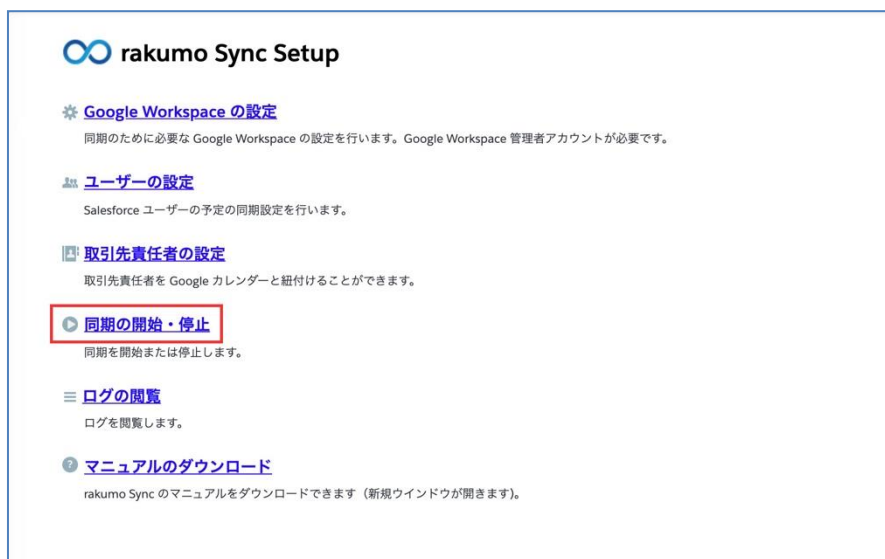 rakumo Sync Setup
Google Workspace の設定
同期のために必要な Google Workspace の設定を行います。Google Workspace 管理者アカウントが必要です。
ユーザーの設定
Salesforce ユーザーの予定の同期設定を行います。
取引先責任者の設定
取引先責任者を Google カレンダーと紐付けることができます。
同期の開始・停止
同期を開始または停止します。
ログの閲覧
ログを閲覧します。
マニュアルのダウンロード
rakumo Sync のマニュアルをダウンロードできます（新規ウインドウが開きます）。